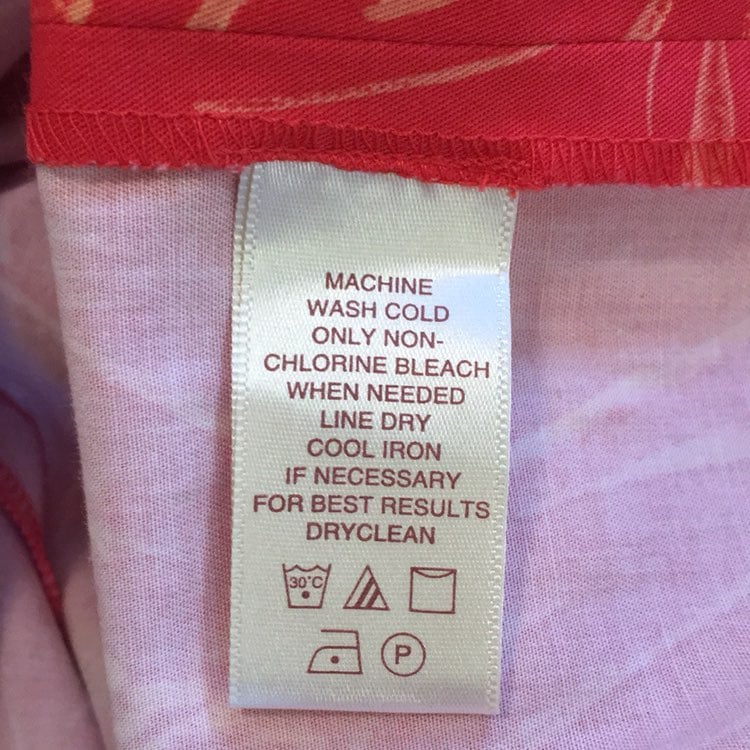 MACHINE
WASH COLD
ONLY NON-
CHLORINE BLEACH
WHEN NEEDED
LINE DRY
COOL IRON
IF NECESSARY
FOR BEST RESULTS
DRYCLEAN
30°C
P